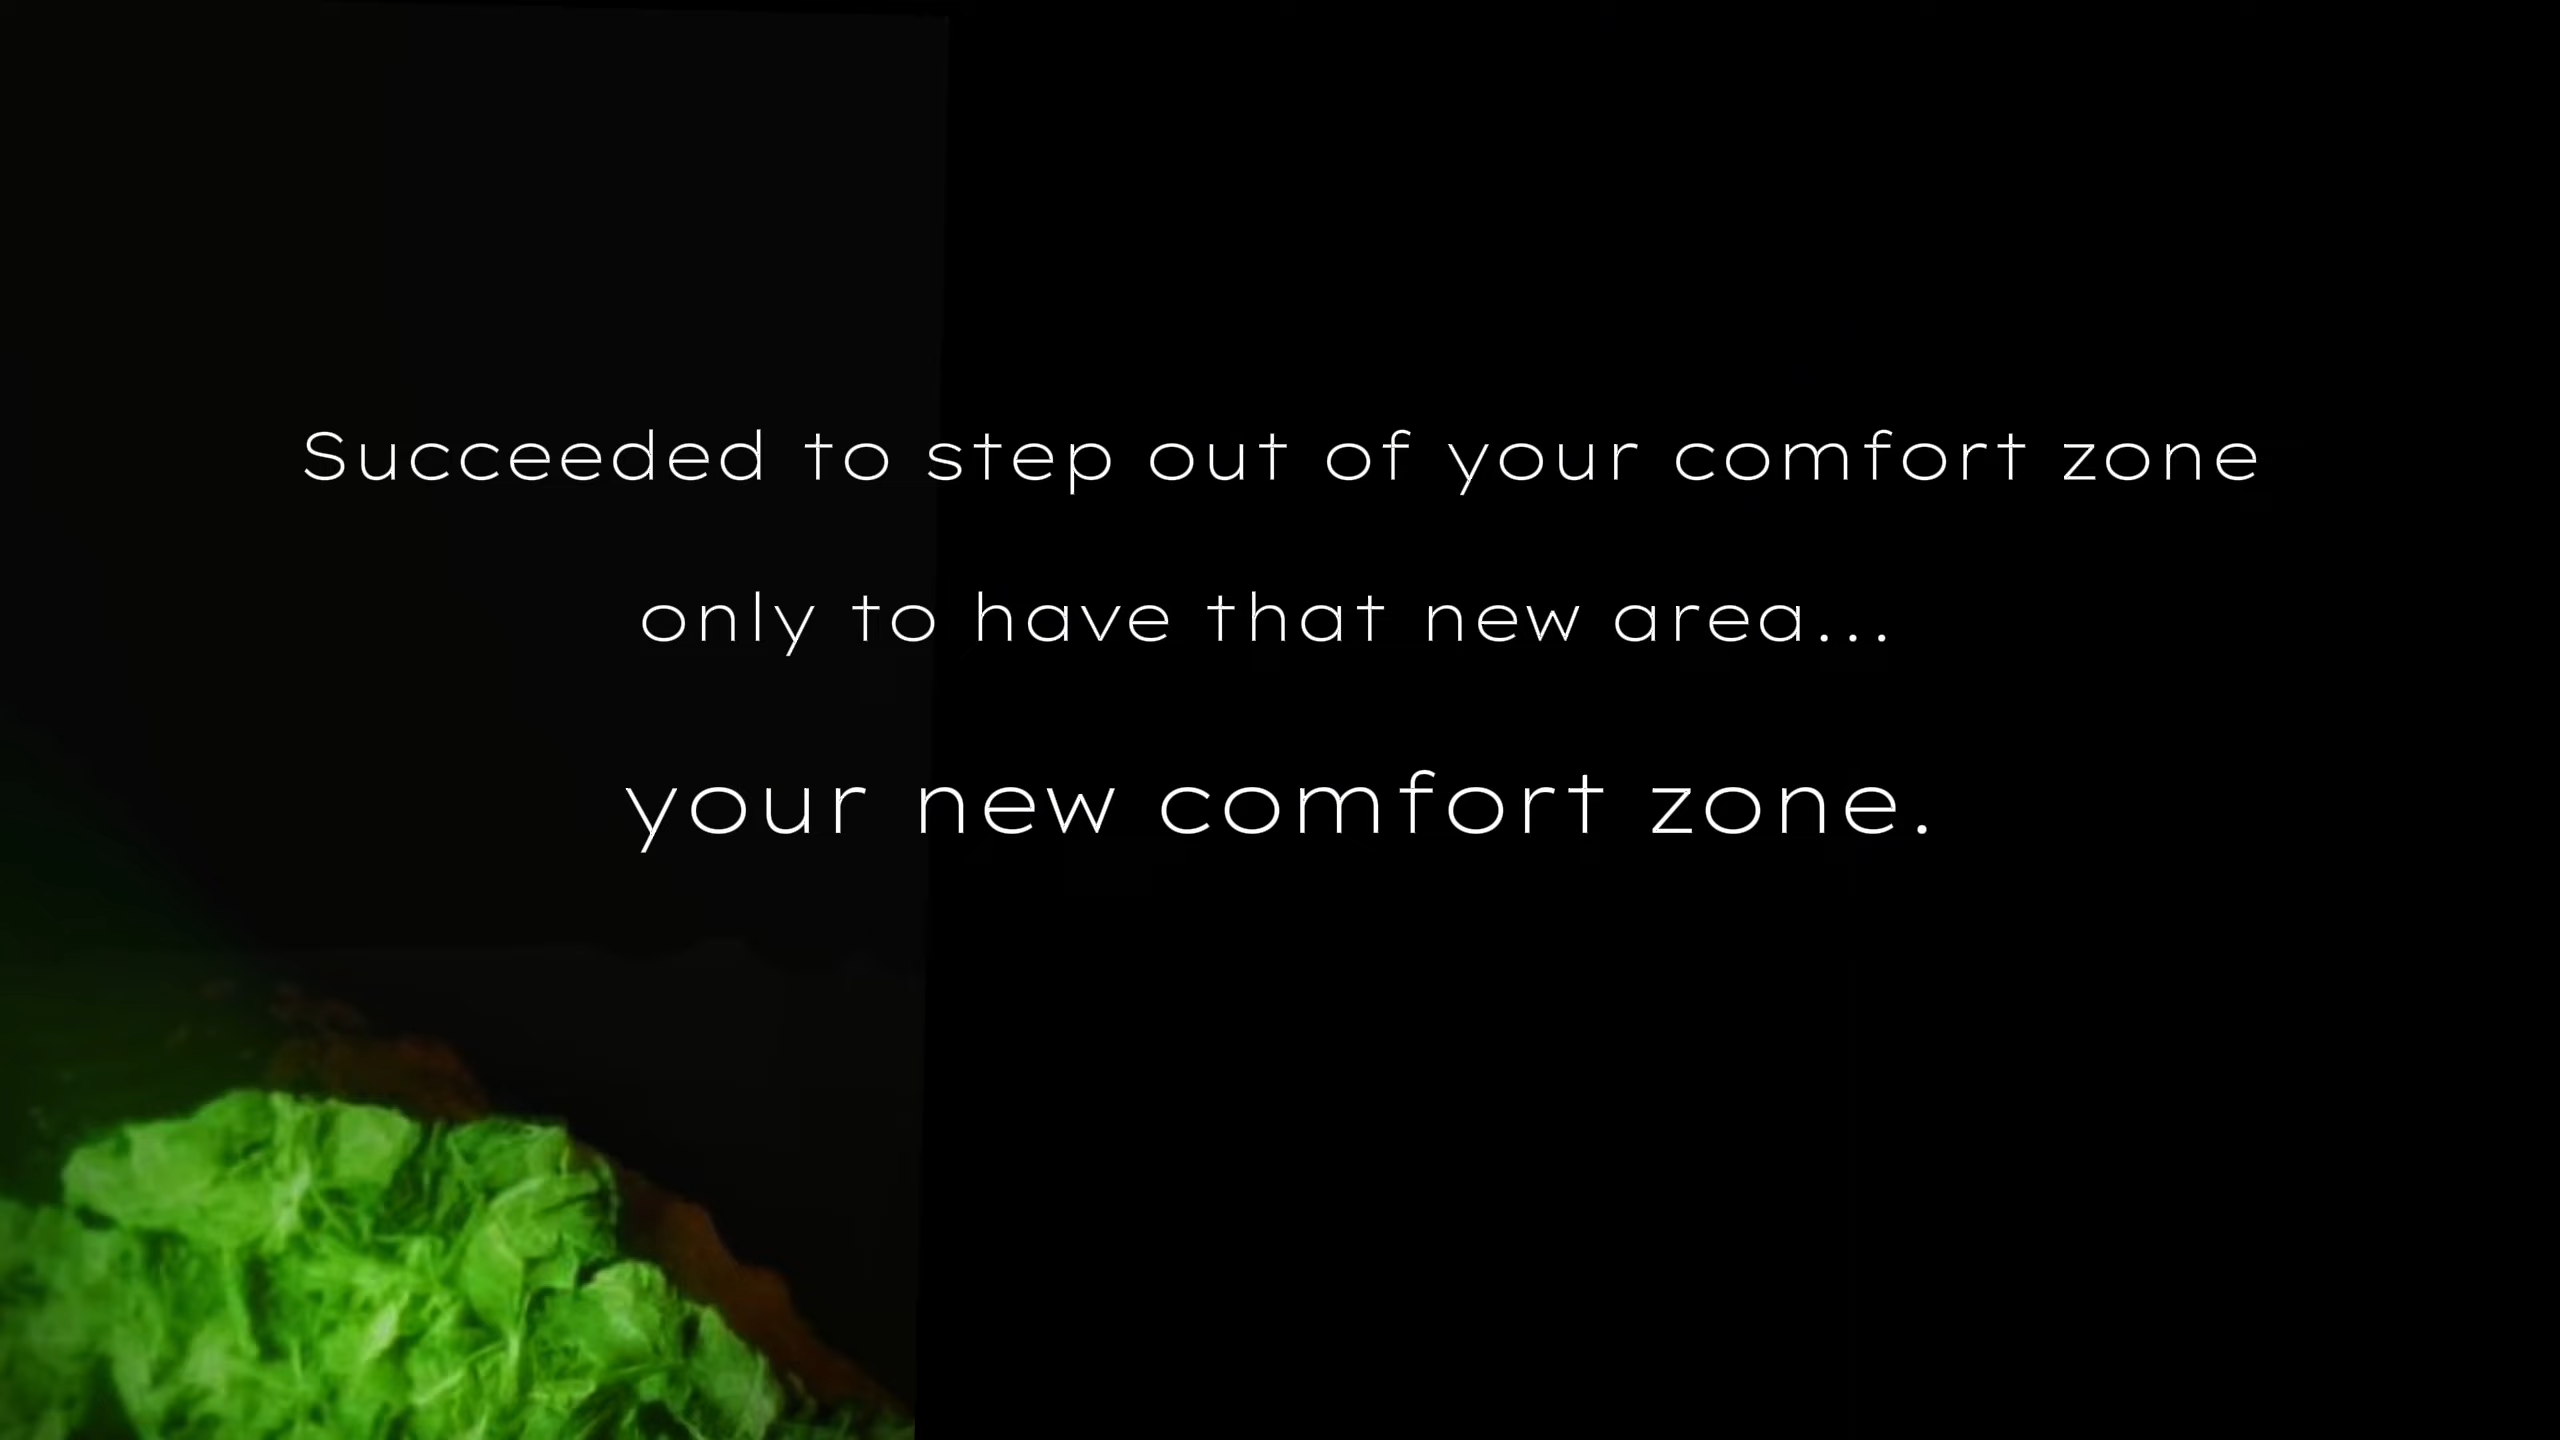 Succeeded to step out of your comfort zone
only to have that new area...
your new comfort zone.